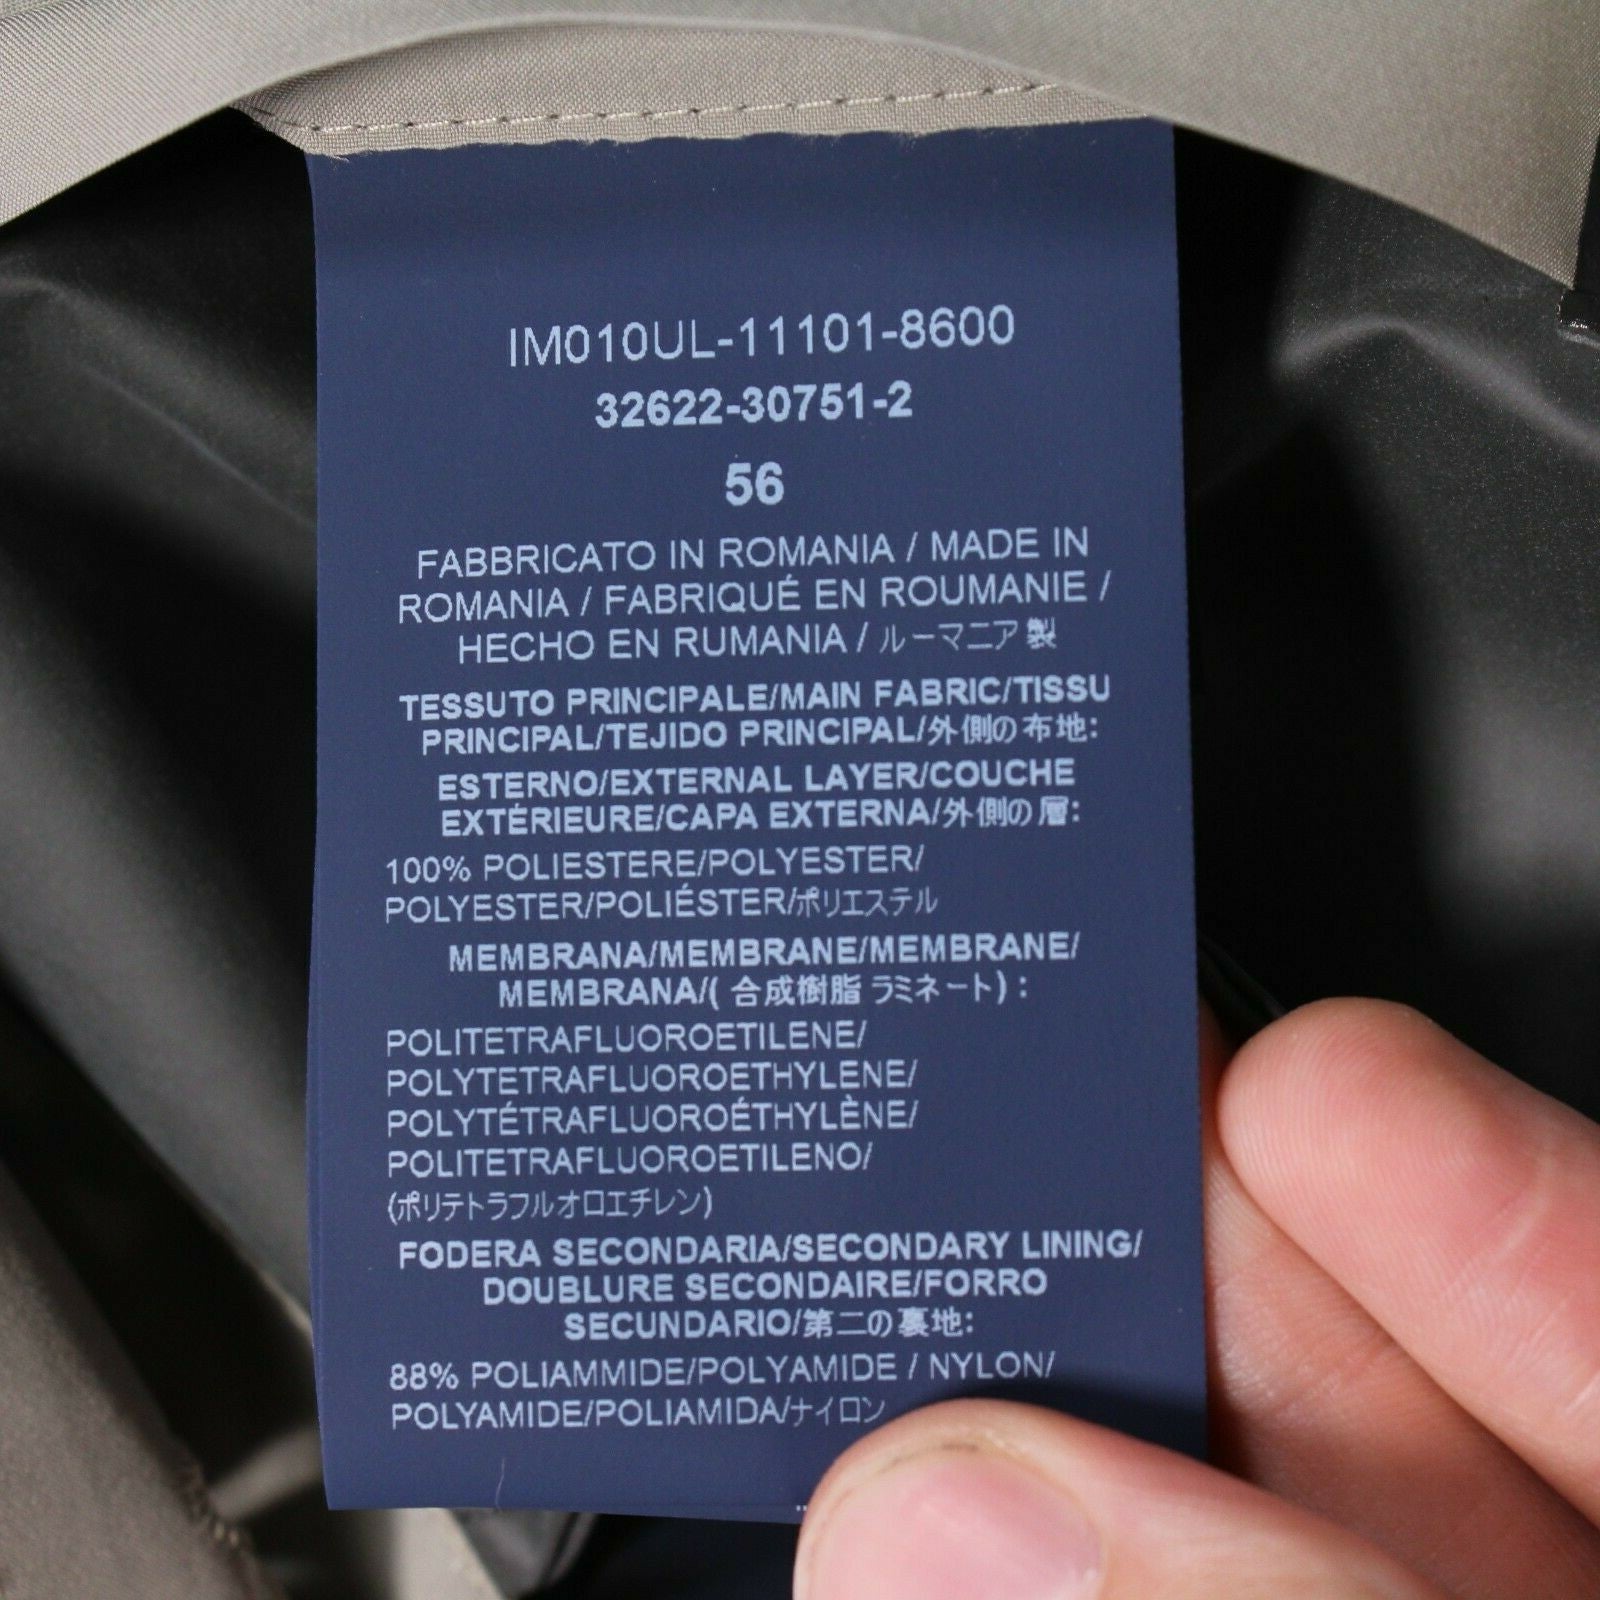 IM010UL-11101-8600
32622-30751-2
56
FABBRICATO IN ROMANIA / MADE IN
ROMANIA / FABRIQUÉ EN ROUMANIE /
HECHO EN RUMANIA / ルーマニア製
TESSUTO PRINCIPALE/MAIN FABRIC/TISSU
PRINCIPAL/TEJIDO PRINCIPAL/外側の布地:
ESTERNO/EXTERNAL LAYER/COUCHE
EXTÉRIEURE/CAPA EXTERNA/外側の層:
100% POLIESTERE/POLYESTER/
POLYESTER/POLIÉSTER/ポリエステル
MEMBRANA/MEMBRANE/MEMBRANE/
MEMBRANA/( 合成樹脂 ラミネート) :
POLITETRAFLUOROETILENE/
POLYTETRAFLUOROETHYLENE/
POLYTÉTRAFLUOROÉTHYLÈNE/
POLITETRAFLUOROETILENO/
(ポリテトラフルオロエチレン)
FODERA SECONDARIA/SECONDARY LINING/
DOUBLURE SECONDAIRE/FORRO
SECUNDARIO/第二の裏地:
88% POLIAMMIDE/POLYAMIDE / NYLON/
POLYAMIDE/POLIAMIDA/ナイロン